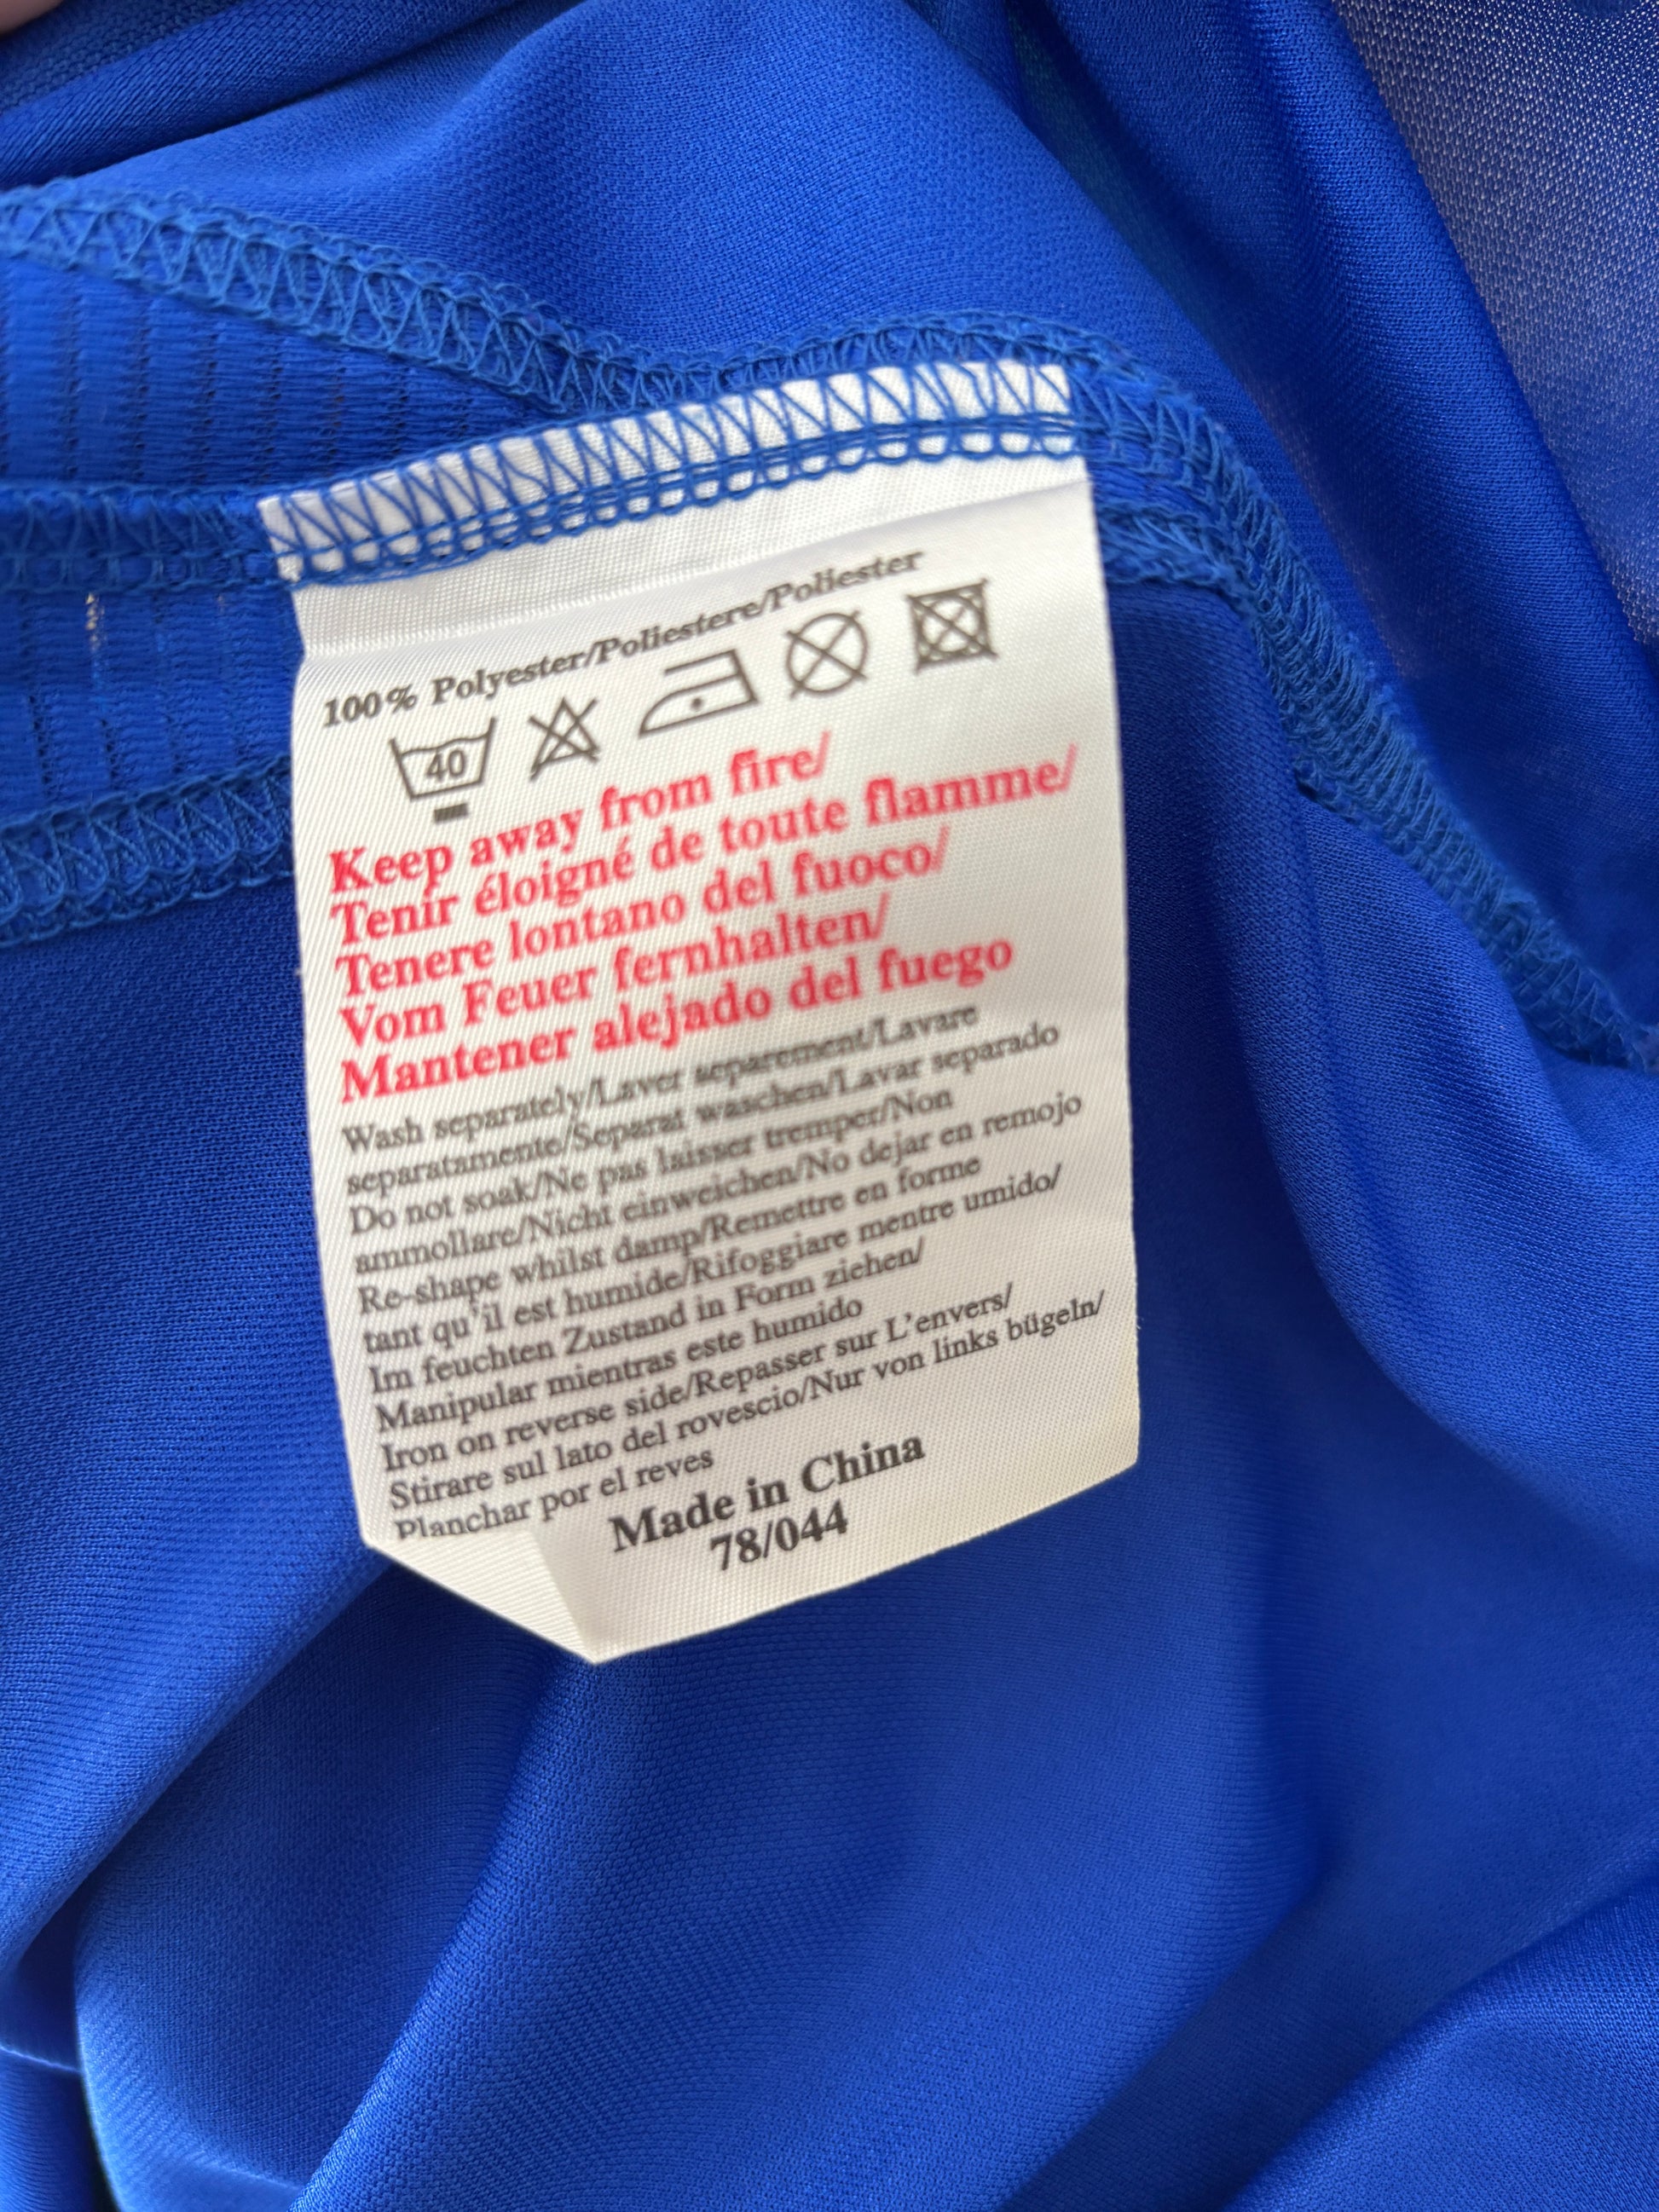 100% Polyester/Poliestere/Poliester
40
Keep away from fire/
Tenir éloigné de toute flamme/
Tenere lontano del fuoco/
Vom Feuer fernhalten/
Mantener alejado del fuego
Wash separately/Laver separement/Lavare
separatamente/Separat waschen/Lavar separado
Do not soak/Ne pas laisser tremper/Non
ammollare/Nicht einweichen/No dejar en remojo
Re-shape whilst damp/Remettre en forme
tant qu'il est humide/Rifoggiare mentre umido/
Im feuchten Zustand in Form ziehen/
Manipular mientras este humido
Iron on reverse side/Repasser sur L'envers/
Stirare sul lato del rovescio/Nur von links bügeln/
Planchar por el reves
Made in China
78/044